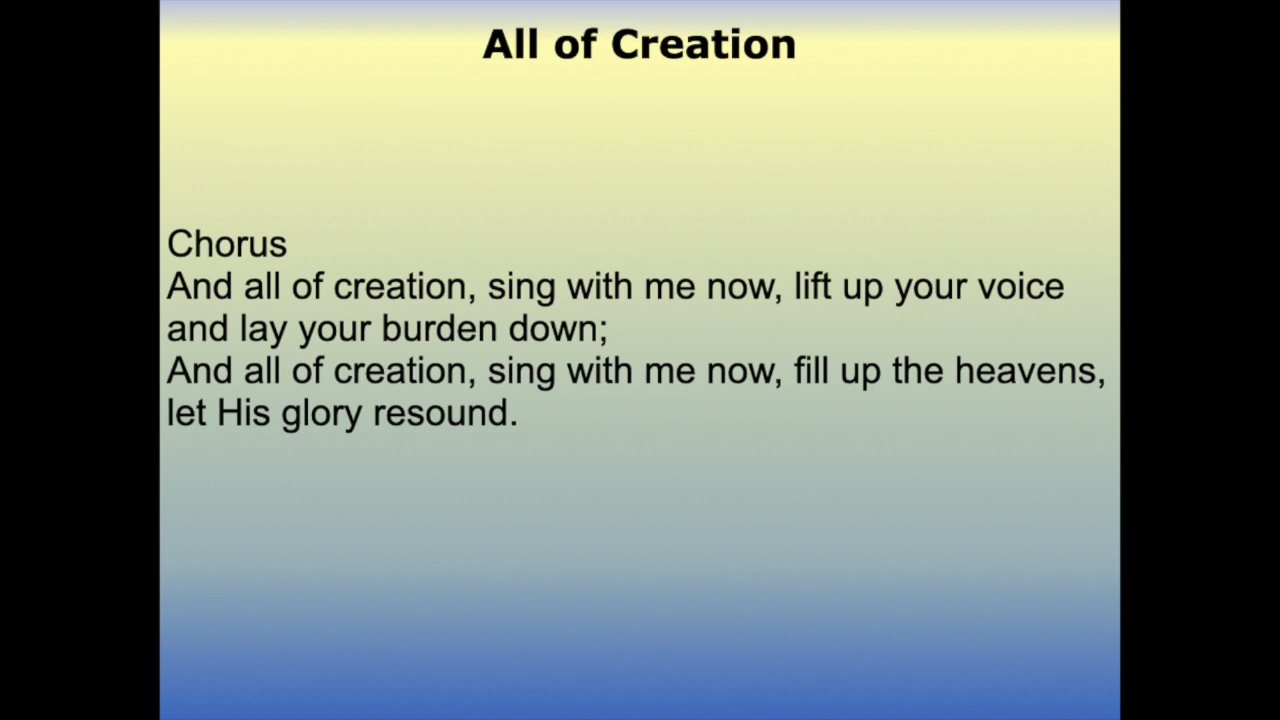 All of Creation
Chorus
And all of creation, sing with me now, lift up your voice
and lay your burden down;
And all of creation, sing with me now, fill up the heavens,
let His glory resound.